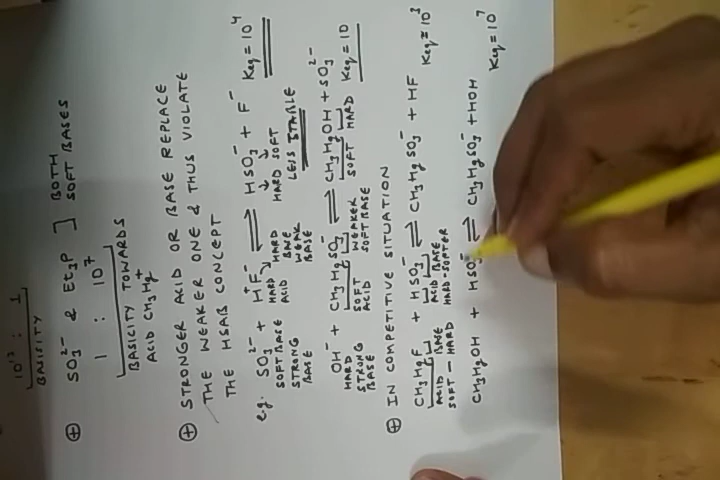 10¹² : 1
BASICITY
⊕ SO₃²⁻ & Et₃P ] BOTH SOFT BASES
1 : 10⁷
BASICITY TOWARDS
ACID CH₃Hg⁺
⊕ STRONGER ACID OR BASE REPLACE
THE WEAKER ONE & THUS VIOLATE
THE HSAB CONCEPT
e.g. SO₃²⁻ + H⁺F⁻ ⇌ HSO₃⁻ + F⁻ Keq = 10⁴
SOFT BASE HARD HARD HARD SOFT
STRONG ACID BASE LESS STABLE
BASE WEAK
BASE
OH⁻ + CH₃HgSO₃⁻ ⇌ CH₃HgOH + SO₃²⁻ Keq = 10
HARD SOFT WEAKER SOFT HARD
STRONG ACID SOFT BASE
BASE
⊕ IN COMPETITIVE SITUATION
CH₃HgF + HSO₃⁻ ⇌ CH₃HgSO₃⁻ + HF Keq = 10³
ACID BASE ACID BASE
SOFT - HARD HARD - SOFTER
CH₃HgOH + HSO₃⁻ ⇌ CH₃HgSO₃⁻ + HOH Keq = 10⁷